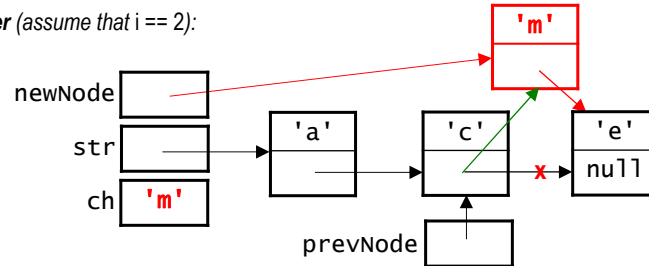 er (assume that i == 2):
'm'
newNode
'a'
'c'
'e'
str
x
null
ch
'm'
prevNode